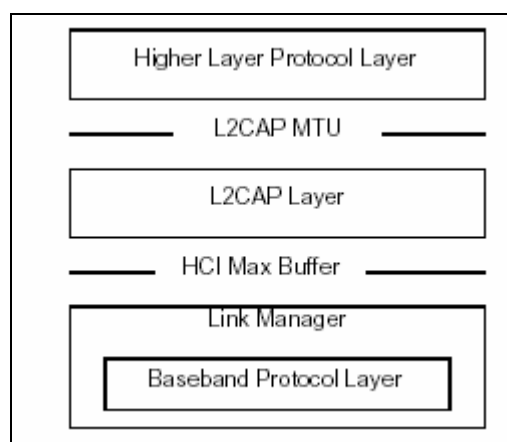 Higher Layer Protocol Layer
L2CAP MTU
L2CAP Layer
HCI Max Buffer
Link Manager
Baseband Protocol Layer